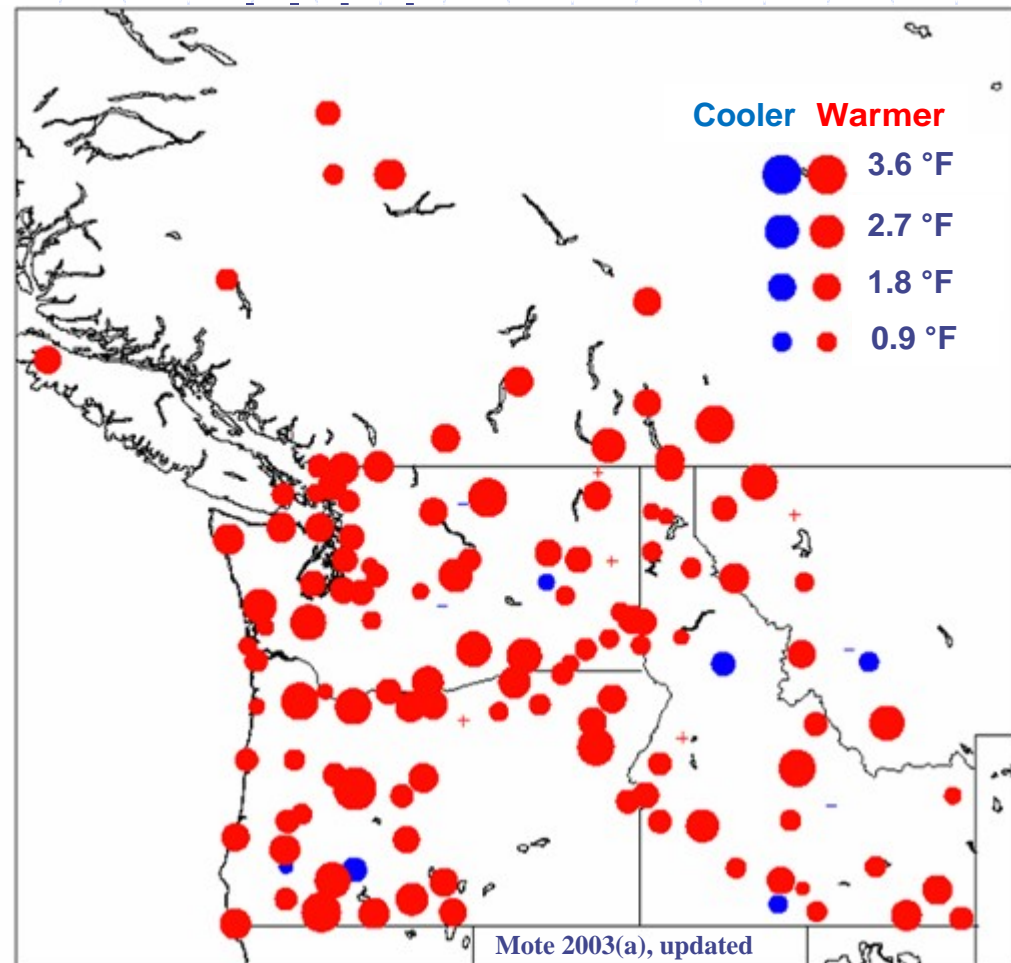 Cooler Warmer
3.6 °F
2.7 °F
1.8 °F
0.9 °F
Mote 2003(a), updated